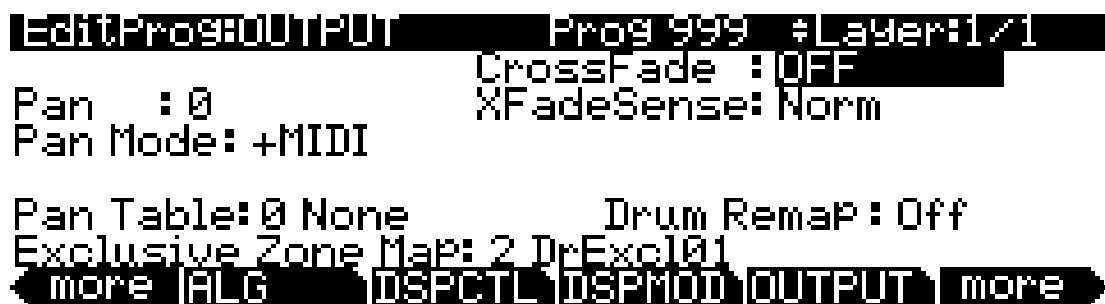 EditProg:OUTPUT Prog 999 Layer:1/1
CrossFade :OFF
Pan :0 XFadeSense:Norm
Pan Mode:+MIDI
Pan Table:0 None Drum Remap:Off
Exclusive Zone Map:2 DrExcl01
more ALG DSPCTL DSPMOD OUTPUT more